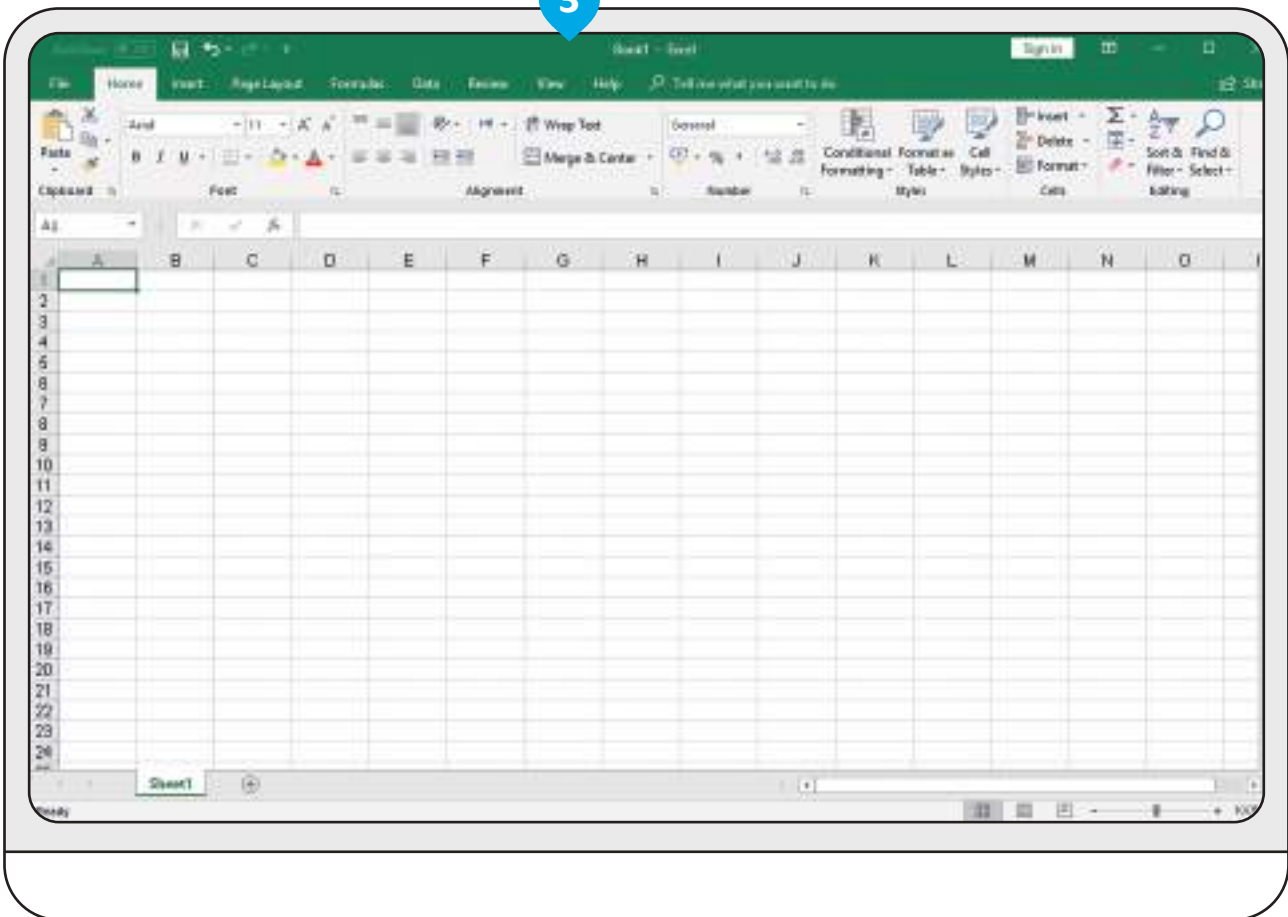 3
Book1 - Excel Sign in
File Home Insert Page Layout Formulas Data Review View Help Tell me what you want to do
Paste Arial 11 Wrap Text General Conditional Formatting Format as Table Cell Styles Insert Sort & Filter Find & Select
B I U Merge & Center % Delete
Format
Clipboard Font Alignment Number Styles Cells Editing
A1 fx
A B C D E F G H I J K L M N O
1
2
3
4
5
6
7
8
9
10
11
12
13
14
15
16
17
18
19
20
21
22
23
24
Sheet1
Ready 100%